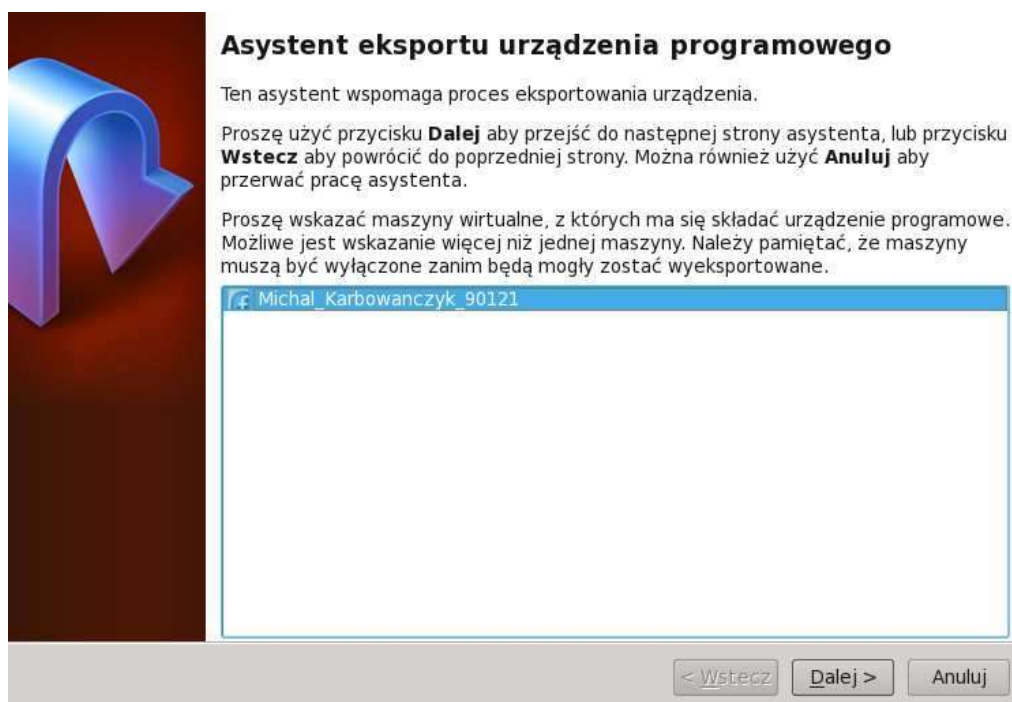 Asystent eksportu urządzenia programowego
Ten asystent wspomaga proces eksportowania urządzenia.
Proszę użyć przycisku Dalej aby przejść do następnej strony asystenta, lub przycisku
Wstecz aby powrócić do poprzedniej strony. Można również użyć Anuluj aby
przerwać pracę asystenta.
Proszę wskazać maszyny wirtualne, z których ma się składać urządzenie programowe.
Możliwe jest wskazanie więcej niż jednej maszyny. Należy pamiętać, że maszyny
muszą być wyłączone zanim będą mogły zostać wyeksportowane.
Michal_Karbowanczyk_90121
< Wstecz Dalej > Anuluj